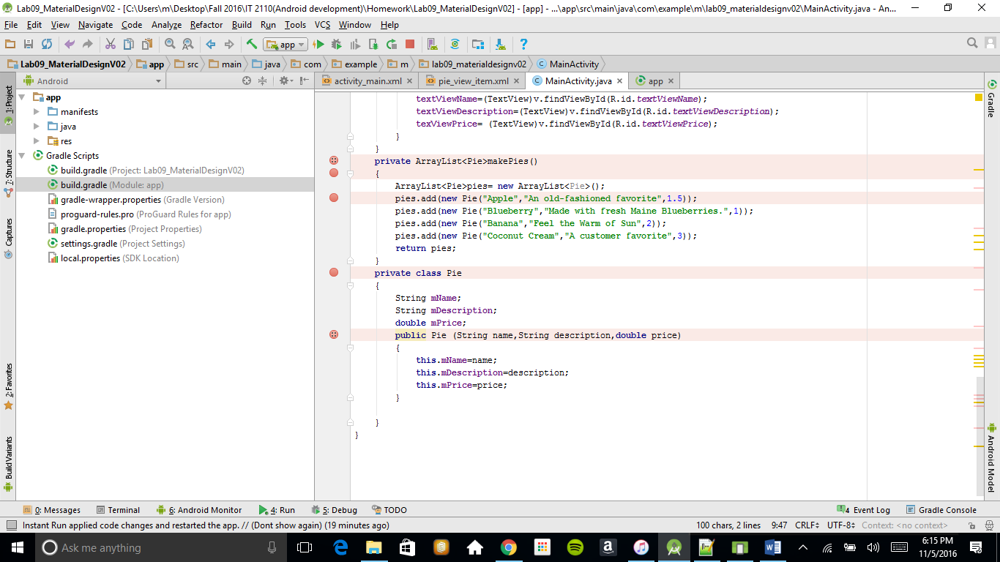 Lab09_MaterialDesignV02 - [C:\Users\m\Desktop\Fall 2016\IT 2110(Android development)\Homework\Lab09_MaterialDesignV02] - [app] - ...\app\src\main\java\com\example\m\lab09_materialdesignv02\MainActivity.java - An...
File Edit View Navigate Code Analyze Refactor Build Run Tools VCS Window Help
app
Lab09_MaterialDesignV02 app src main java com example m lab09_materialdesignv02 MainActivity
Android
activity_main.xml pie_view_item.xml MainActivity.java app
1: Project
7: Structure
Captures
2: Favorites
Build Variants
app
manifests
java
res
Gradle Scripts
build.gradle (Project: Lab09_MaterialDesignV02)
build.gradle (Module: app)
gradle-wrapper.properties (Gradle Version)
proguard-rules.pro (ProGuard Rules for app)
gradle.properties (Project Properties)
settings.gradle (Project Settings)
local.properties (SDK Location)
textViewName=(TextView)v.findViewById(R.id.textViewName);
textViewDescription=(TextView)v.findViewById(R.id.textViewDescription);
texViewPrice= (TextView)v.findViewById(R.id.textViewPrice);
}
}
private ArrayList<Pie>makePies()
{
ArrayList<Pie>pies= new ArrayList<Pie>();
pies.add(new Pie("Apple","An old-fashioned favorite",1.5));
pies.add(new Pie("Blueberry","Made with fresh Maine Blueberries.",1));
pies.add(new Pie("Banana","Feel the Warm of Sun",2));
pies.add(new Pie("Coconut Cream","A customer favorite",3));
return pies;
}
private class Pie
{
String mName;
String mDescription;
double mPrice;
public Pie (String name,String description,double price)
{
this.mName=name;
this.mDescription=description;
this.mPrice=price;
}
}
}
Gradle
Android Model
0: Messages Terminal 6: Android Monitor 4: Run 5: Debug TODO 4 Event Log Gradle Console
Instant Run applied code changes and restarted the app. // (Dont show again) (19 minutes ago) 100 chars, 2 lines 9:47 CRLF UTF-8 Context: <no context>
Ask me anything
6:15 PM
11/5/2016